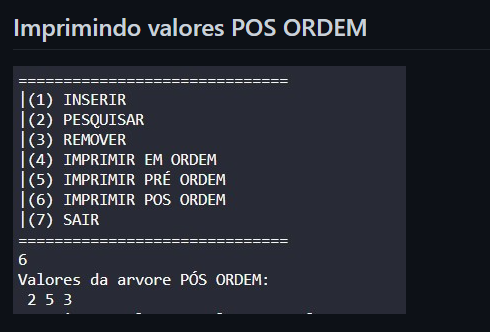 Imprimindo valores POS ORDEM
==============================
|(1) INSERIR
|(2) PESQUISAR
|(3) REMOVER
|(4) IMPRIMIR EM ORDEM
|(5) IMPRIMIR PRÉ ORDEM
|(6) IMPRIMIR POS ORDEM
|(7) SAIR
==============================
6
Valores da arvore PÓS ORDEM:
2 5 3